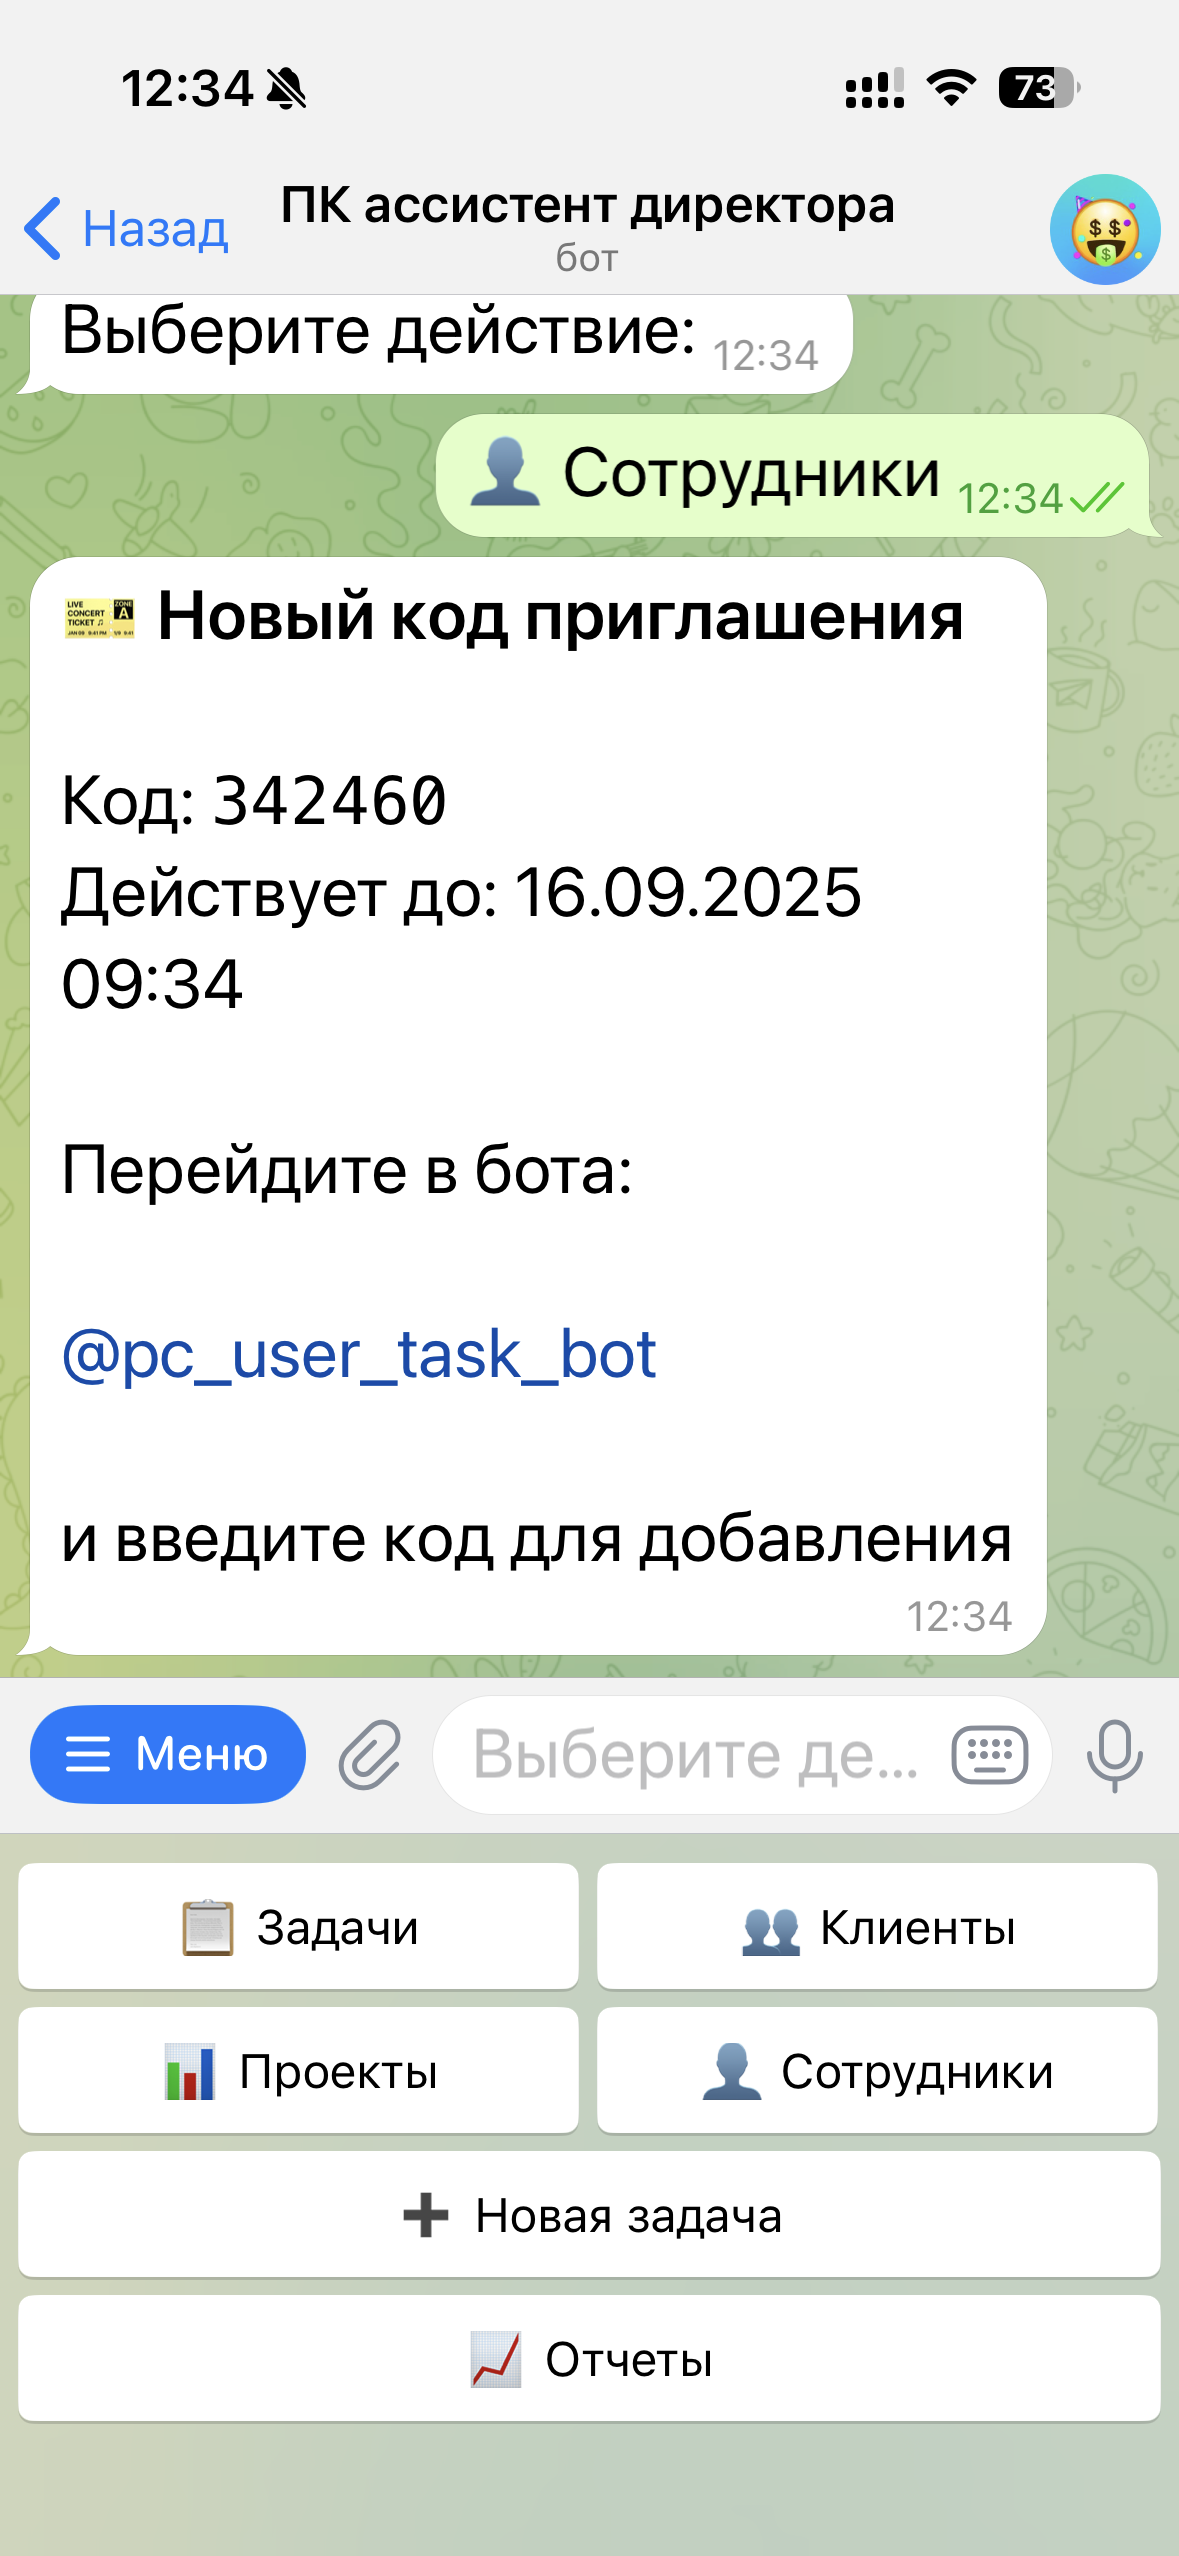 12:34
73
Назад
ПК ассистент директора
бот
Выберите действие: 12:34
👤 Сотрудники 12:34
🎫 Новый код приглашения
Код: 342460
Действует до: 16.09.2025
09:34
Перейдите в бота:
@pc_user_task_bot
и введите код для добавления
12:34
Меню
Выберите де...
📋 Задачи
👥 Клиенты
📊 Проекты
👤 Сотрудники
➕ Новая задача
📈 Отчеты